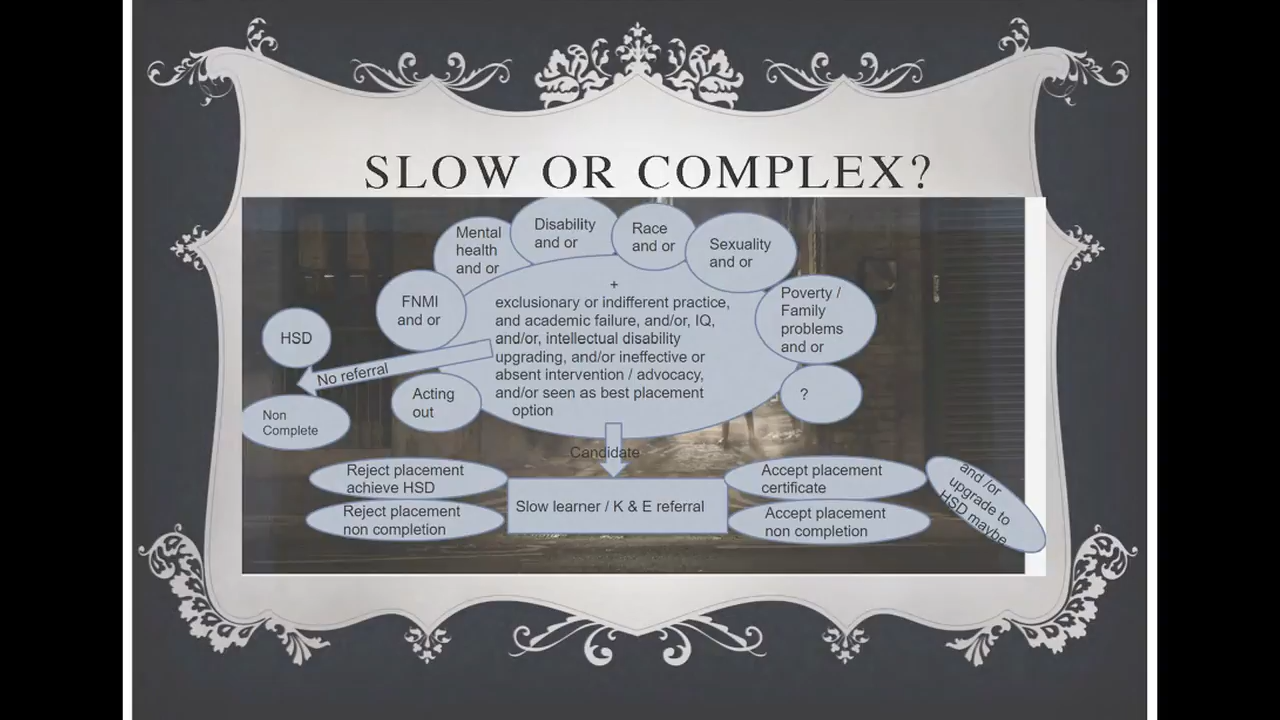 SLOW OR COMPLEX?
Mental
health
and or
Disability
and or
Race
and or
Sexuality
and or
FNMI
and or
Poverty /
Family
problems
and or
HSD
No referral
Non
Complete
Acting
out
?
+
exclusionary or indifferent practice,
and academic failure, and/or, IQ,
and/or, intellectual disability
upgrading, and/or ineffective or
absent intervention / advocacy,
and/or seen as best placement
option
Candidate
Reject placement
achieve HSD
Reject placement
non completion
Slow learner / K & E referral
Accept placement
certificate
Accept placement
non completion
and /or
upgrade to
HSD maybe